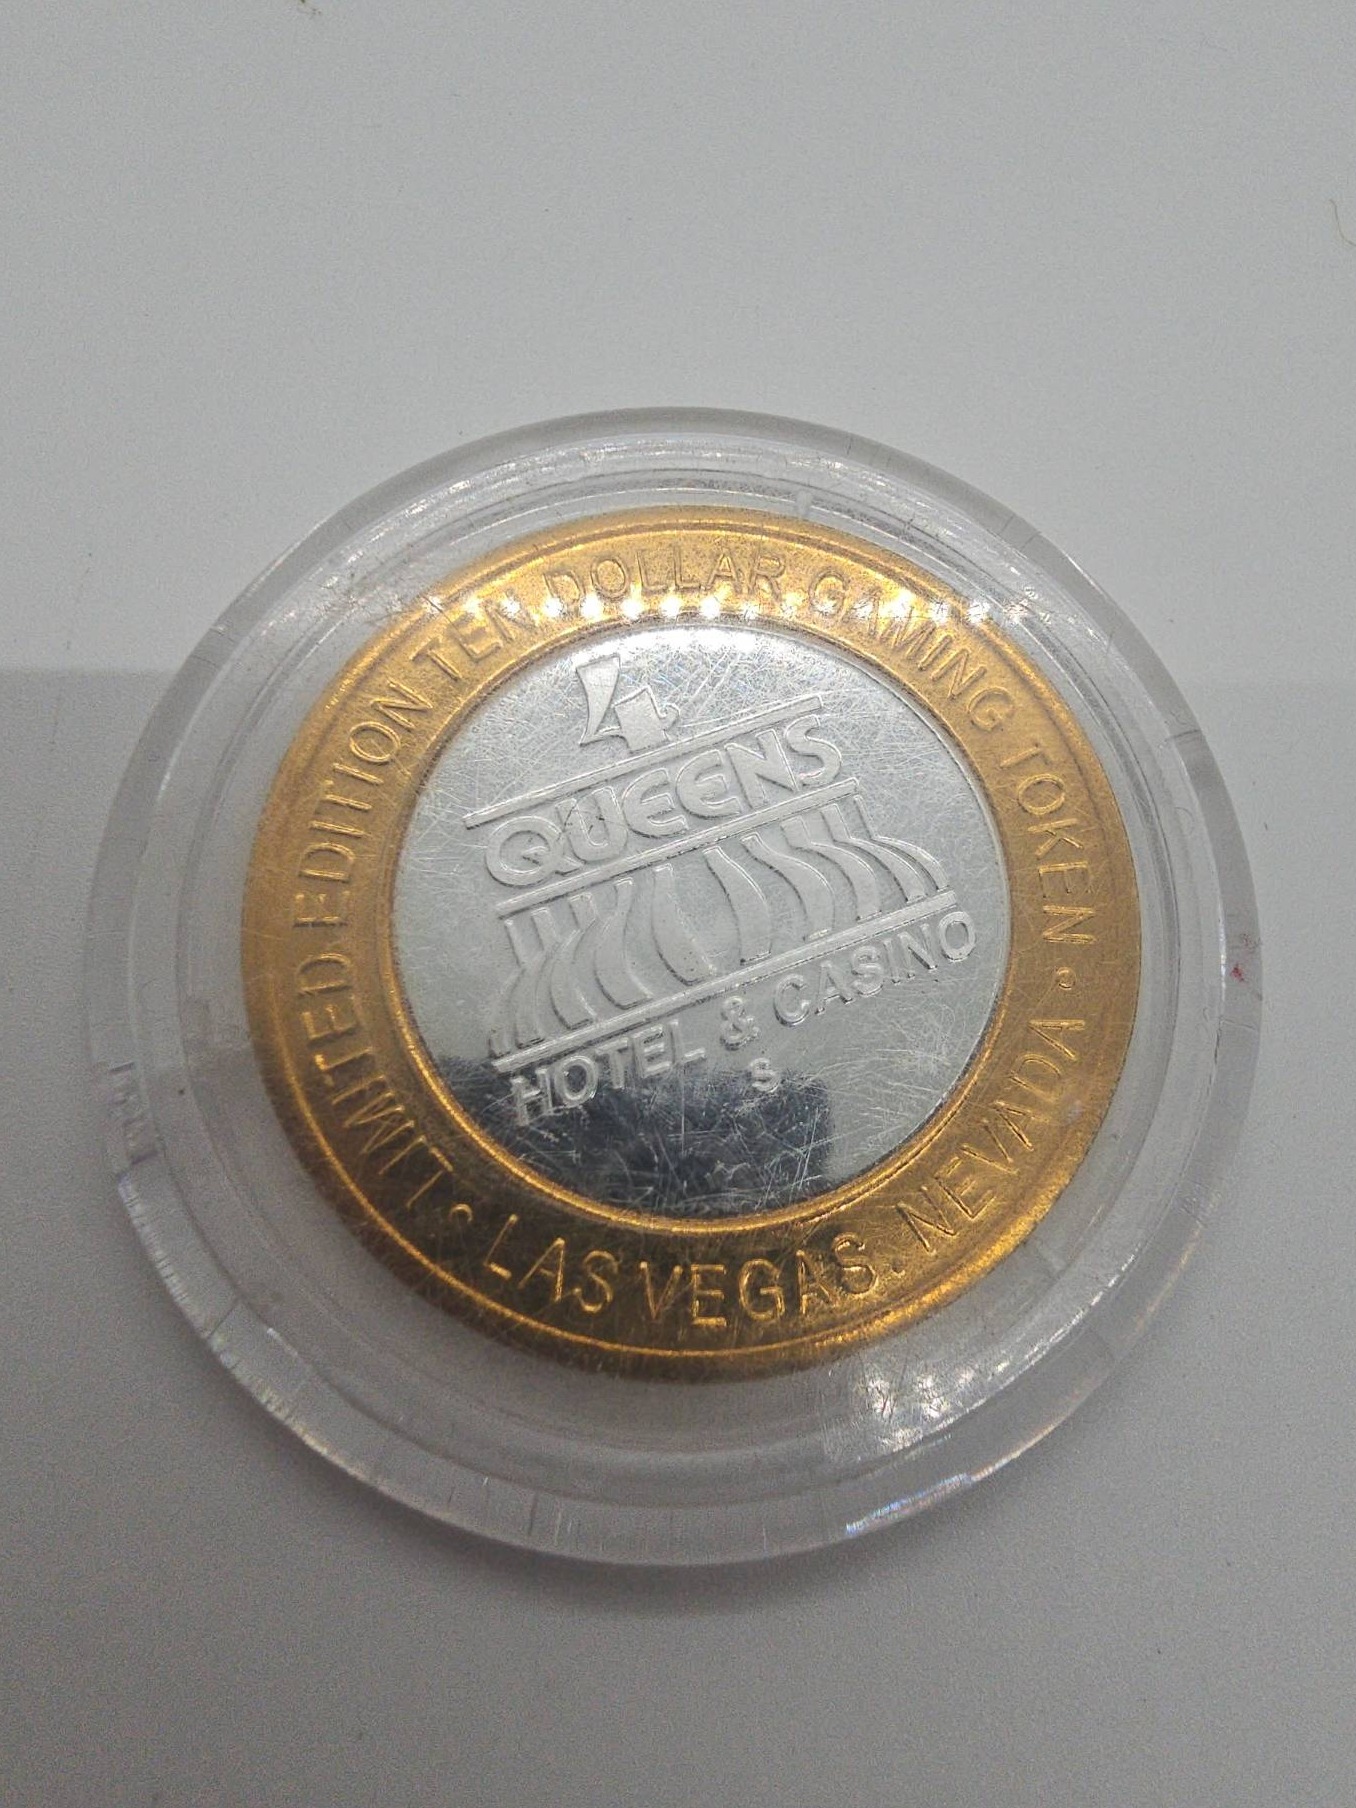 LIMITED EDITION TEN DOLLAR GAMING TOKEN
4
QUEENS
HOTEL & CASINO
S
LAS VEGAS, NEVADA